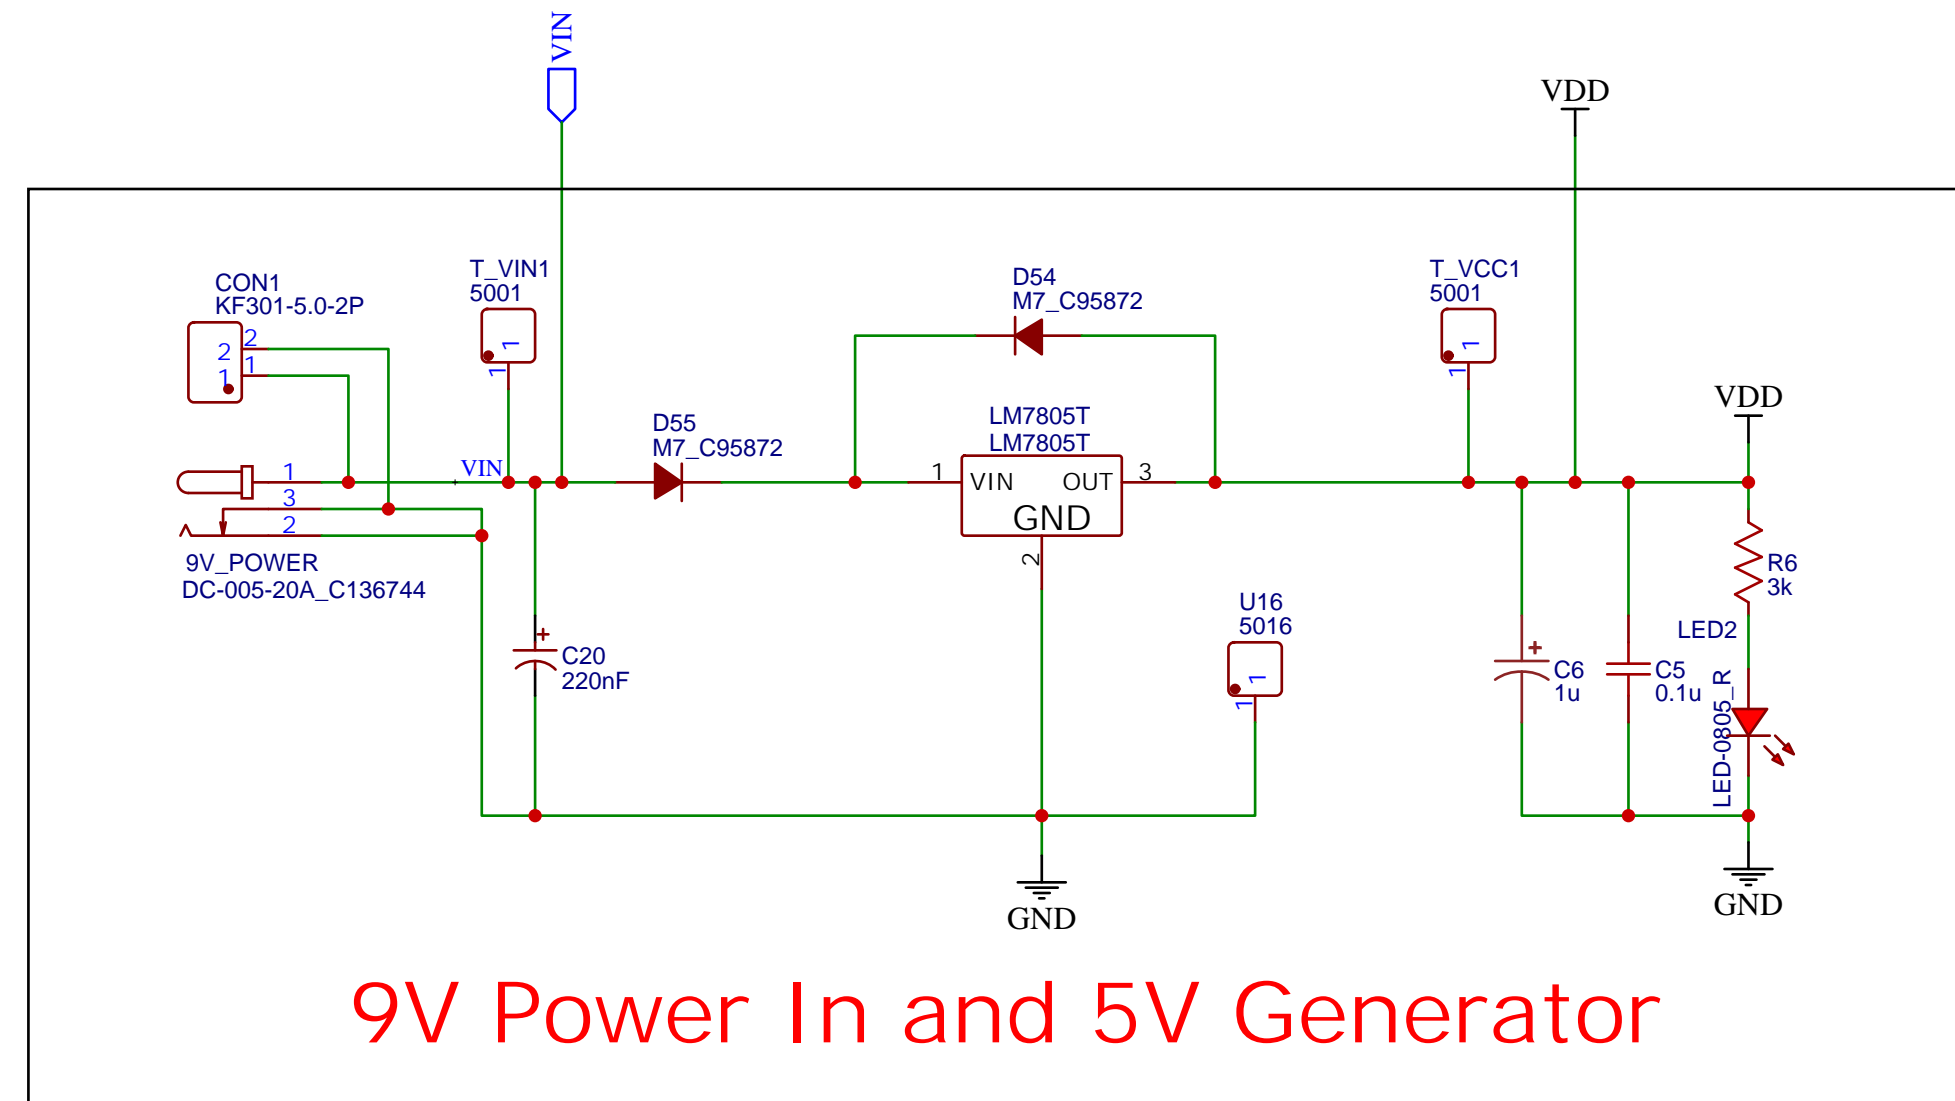 VIN
VDD
CON1
KF301-5.0-2P
2
2
1
1
T_VIN1
5001
1
1
D54
M7_C95872
T_VCC1
5001
1
1
VDD
D55
M7_C95872
LM7805T
LM7805T
1
VIN
OUT
3
GND
2
VIN
1
3
2
9V_POWER
DC-005-20A_C136744
C20
220nF
U16
5016
1
1
C6
1u
C5
0.1u
R6
3k
LED2
LED-0805_R
GND
GND
9V Power In and 5V Generator